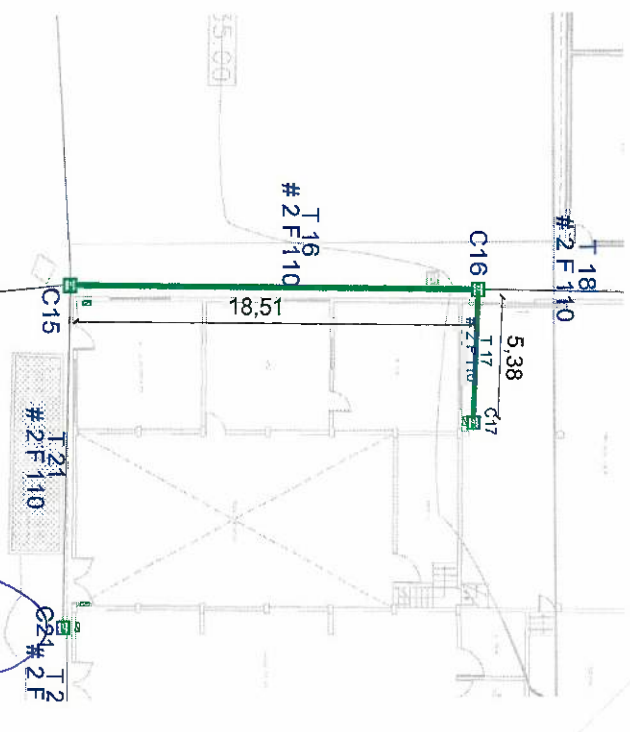 35.00
T 18
# 2 F 110
C16
T 16
# 2 F 110
5,38
T 17
# 2 F 110
C17
18,51
C15
T 21
# 2 F 110
C21
T 2
# 2 F